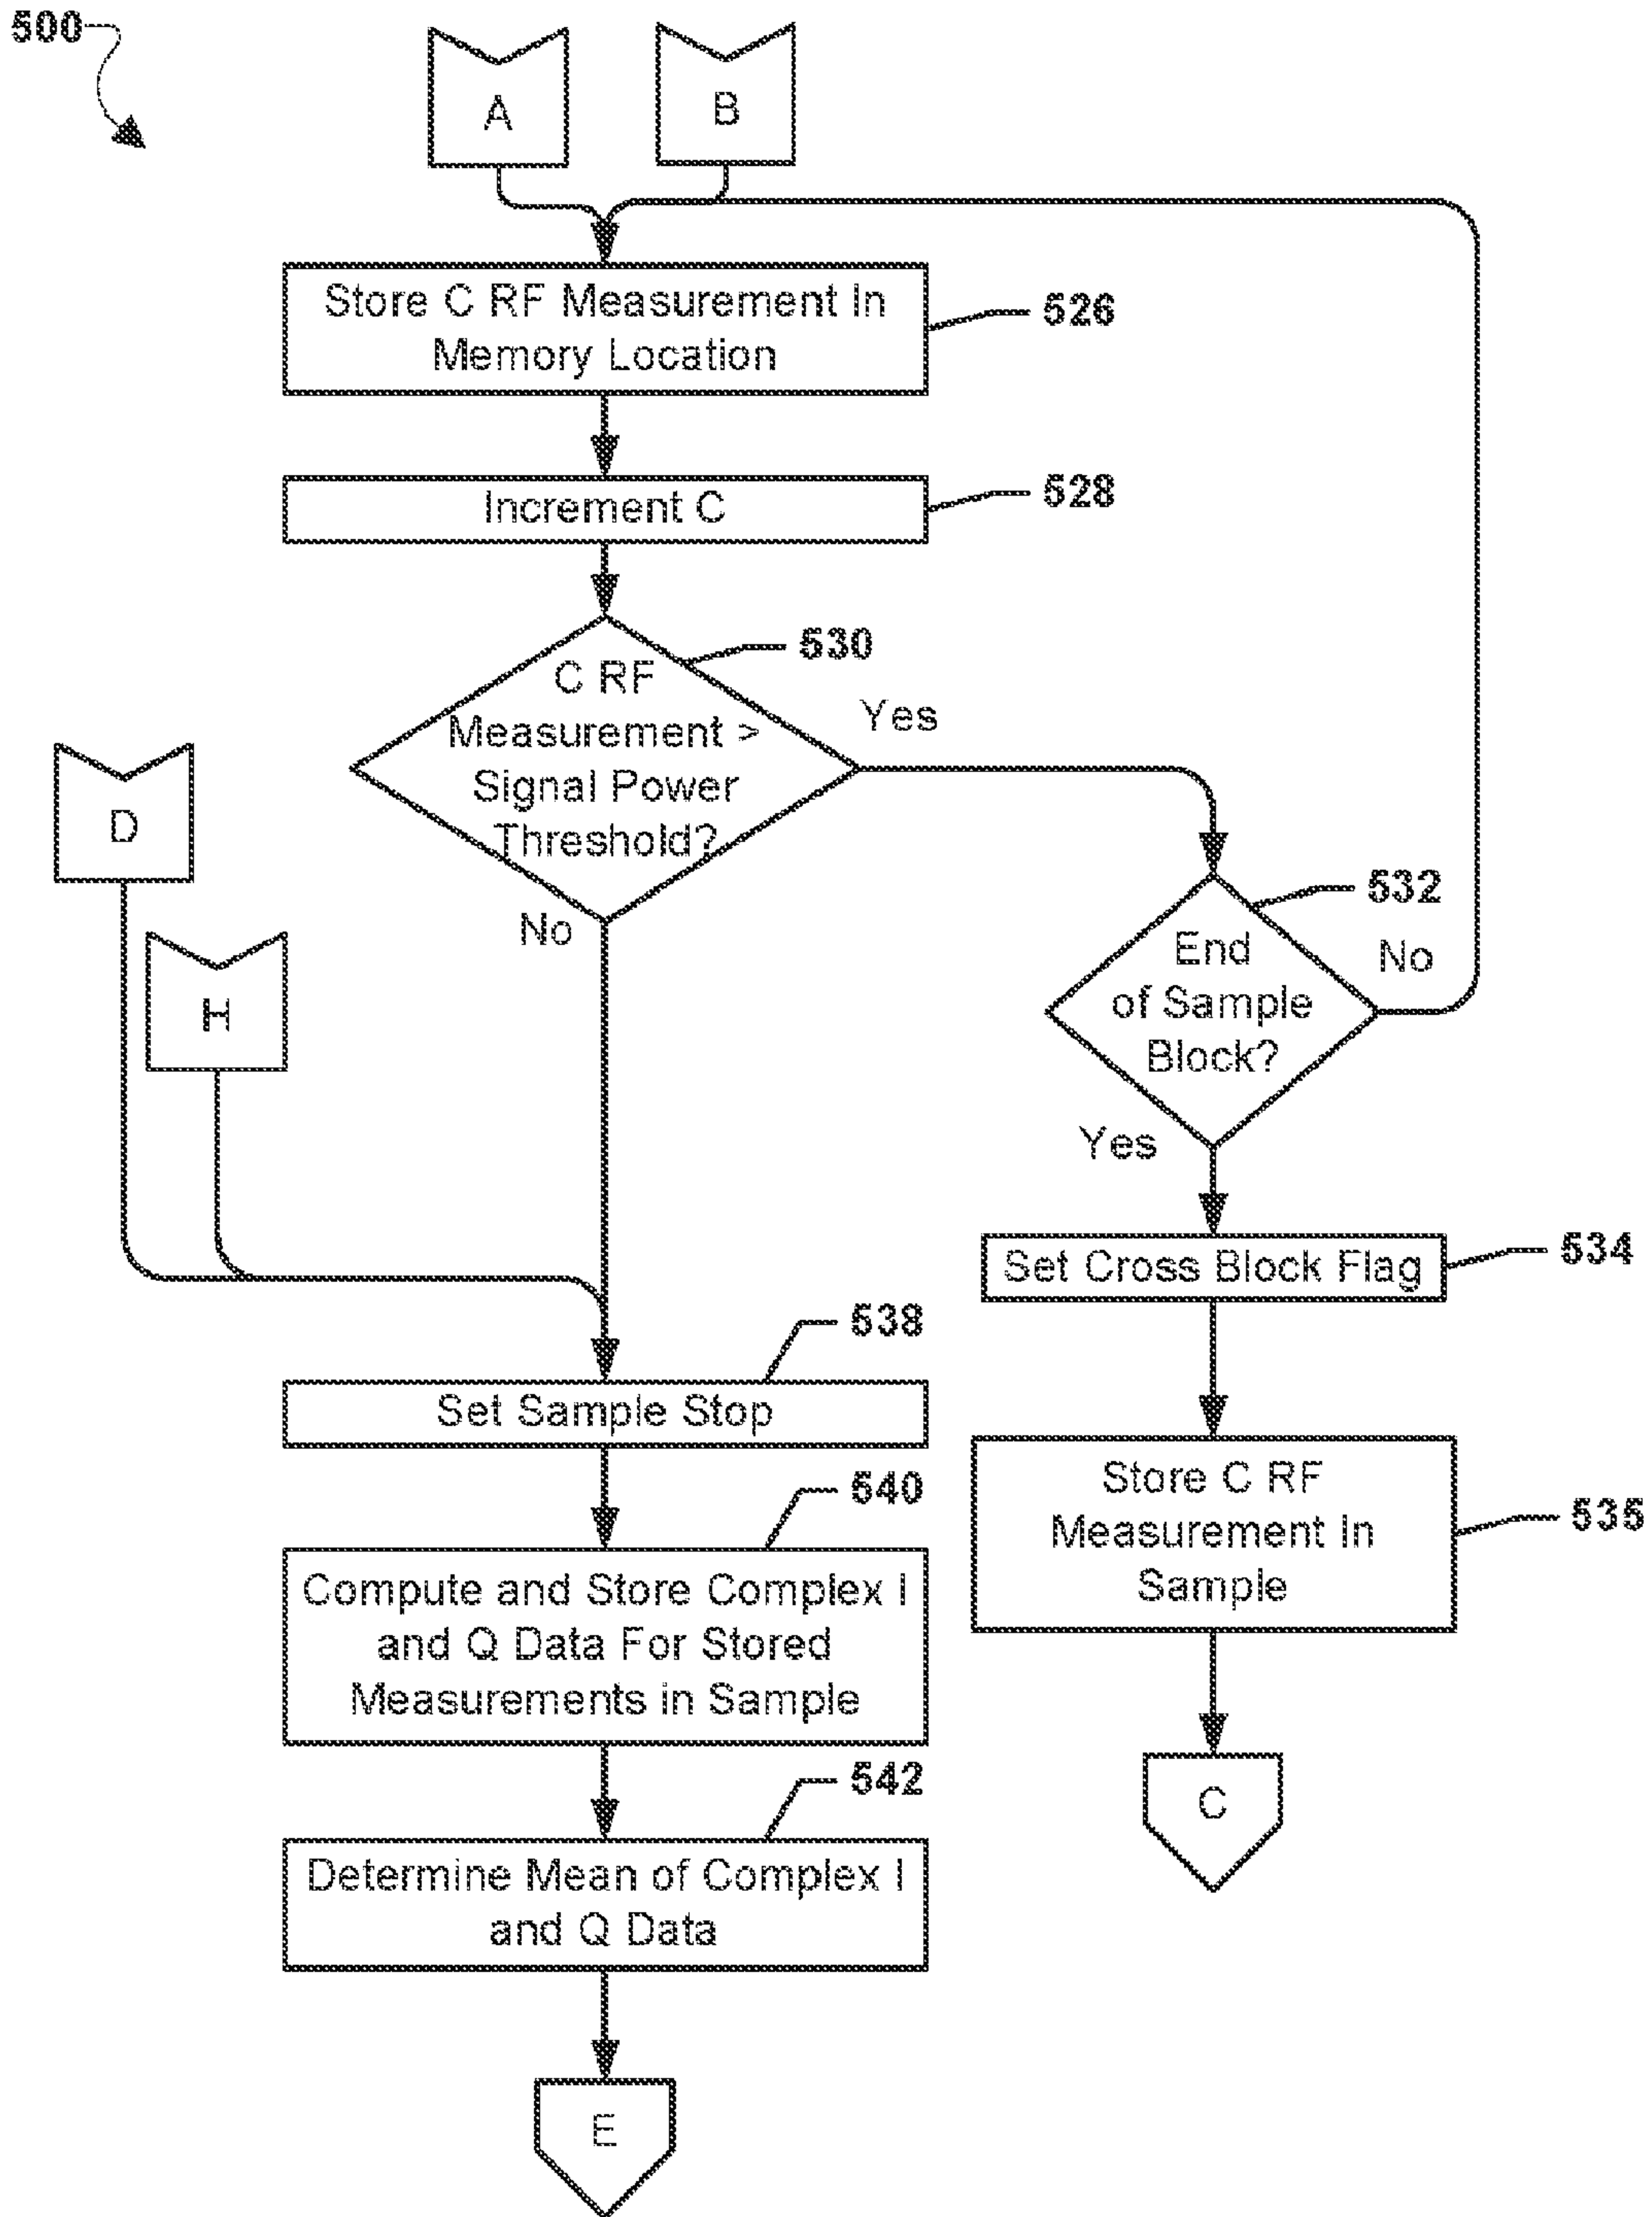 500
A
B
Store C RF Measurement In
Memory Location
526
Increment C
528
530
C RF
Measurement >
Signal Power
Threshold?
Yes
No
D
H
532
End
of Sample
Block?
No
Yes
Set Cross Block Flag
534
538
Set Sample Stop
Store C RF
Measurement In
Sample
535
540
Compute and Store Complex I
and Q Data For Stored
Measurements in Sample
C
542
Determine Mean of Complex I
and Q Data
E